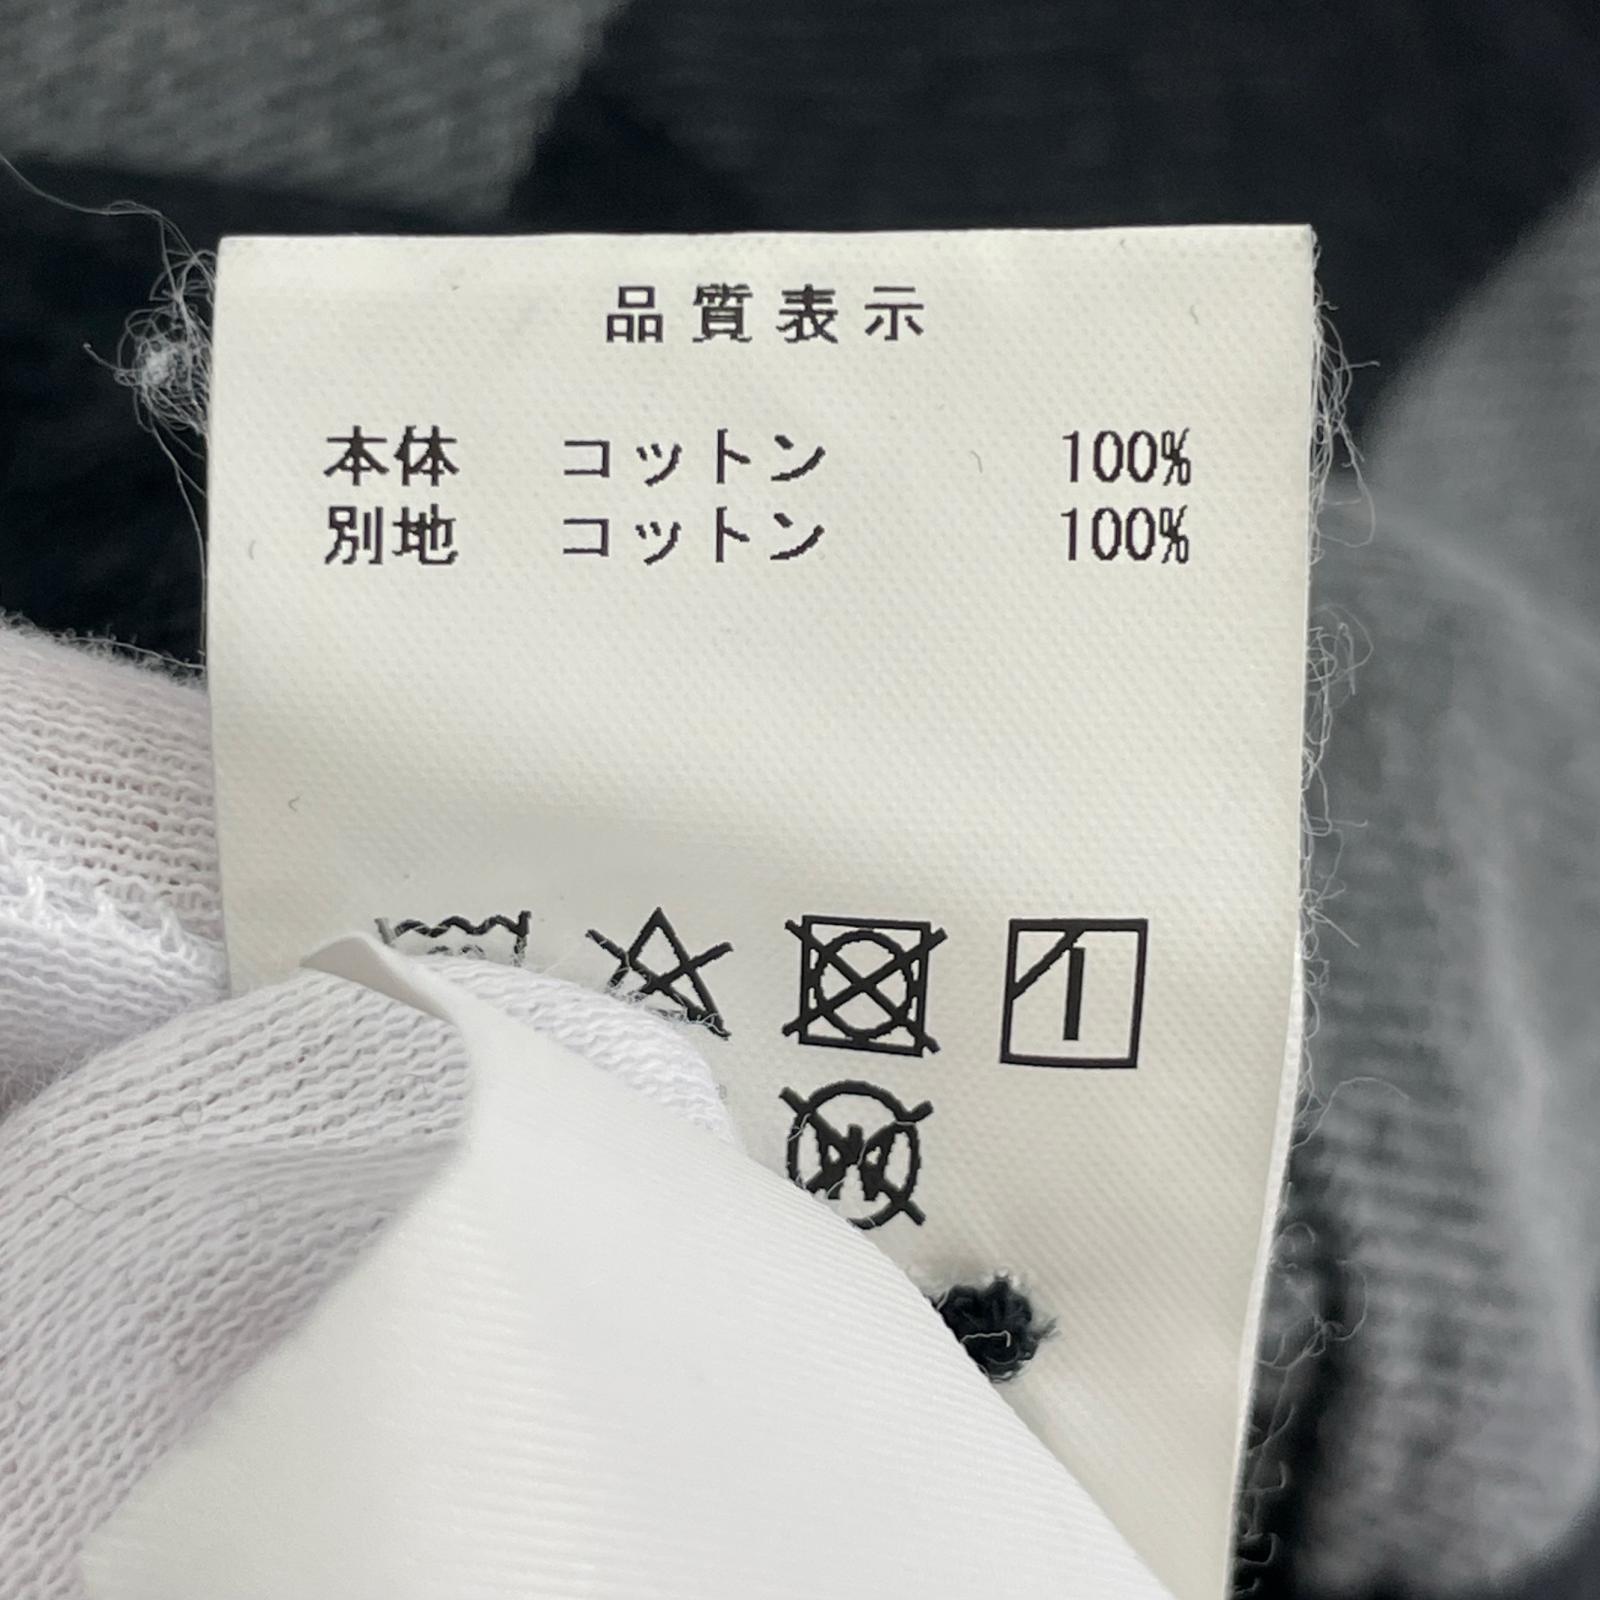 品質表示
本体 コットン 100%
別地 コットン 100%